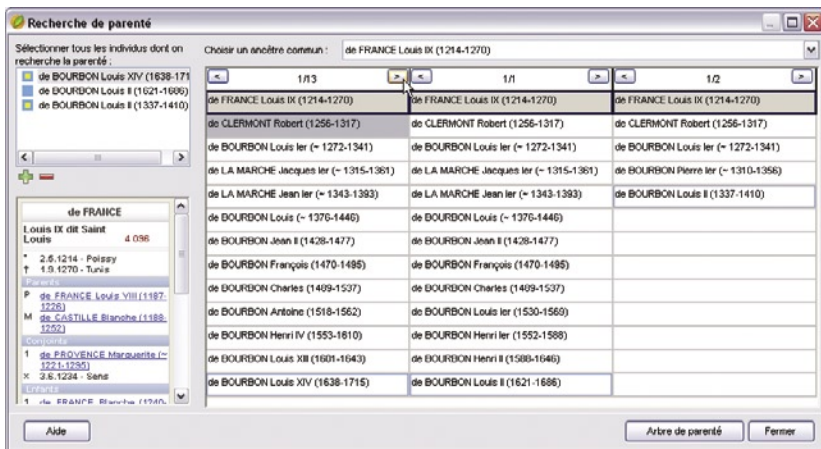 Recherche de parenté
Sélectionner tous les individus dont on
recherche la parenté :
de BOURBON Louis XIV (1638-171
de BOURBON Louis II (1621-1686)
de BOURBON Louis II (1337-1410)
de FRANCE
Louis IX dit Saint
Louis 4 096
* 2.5.1214 - Poissy
† 1.9.1270 - Tunis
Parents
P de FRANCE Louis VIII (1187-
1226)
M de CASTILLE Blanche (1188-
1252)
Conjoints
1 de PROVENCE Marguerite (~
1221-1295)
x 3.6.1234 - Sens
Enfants
1 de FRANCE Blanche (1240-
Choisir un ancêtre commun : de FRANCE Louis IX (1214-1270)
< 1/13 > < 1/1 > < 1/2 >
de FRANCE Louis IX (1214-1270) de FRANCE Louis IX (1214-1270) de FRANCE Louis IX (1214-1270)
de CLERMONT Robert (1256-1317) de CLERMONT Robert (1256-1317) de CLERMONT Robert (1256-1317)
de BOURBON Louis Ier (~ 1272-1341) de BOURBON Louis Ier (~ 1272-1341) de BOURBON Louis Ier (~ 1272-1341)
de LA MARCHE Jacques Ier (~ 1315-1361) de LA MARCHE Jacques Ier (~ 1315-1361) de BOURBON Pierre Ier (~ 1310-1356)
de LA MARCHE Jean Ier (~ 1343-1393) de LA MARCHE Jean Ier (~ 1343-1393) de BOURBON Louis II (1337-1410)
de BOURBON Louis (~ 1376-1446) de BOURBON Louis (~ 1376-1446)
de BOURBON Jean II (1428-1477) de BOURBON Jean II (1428-1477)
de BOURBON François (1470-1495) de BOURBON François (1470-1495)
de BOURBON Charles (1489-1537) de BOURBON Charles (1489-1537)
de BOURBON Antoine (1518-1562) de BOURBON Louis Ier (1530-1569)
de BOURBON Henri IV (1553-1610) de BOURBON Henri Ier (1552-1588)
de BOURBON Louis XIII (1601-1643) de BOURBON Henri II (1588-1646)
de BOURBON Louis XIV (1638-1715) de BOURBON Louis II (1621-1686)
Aide Arbre de parenté Fermer